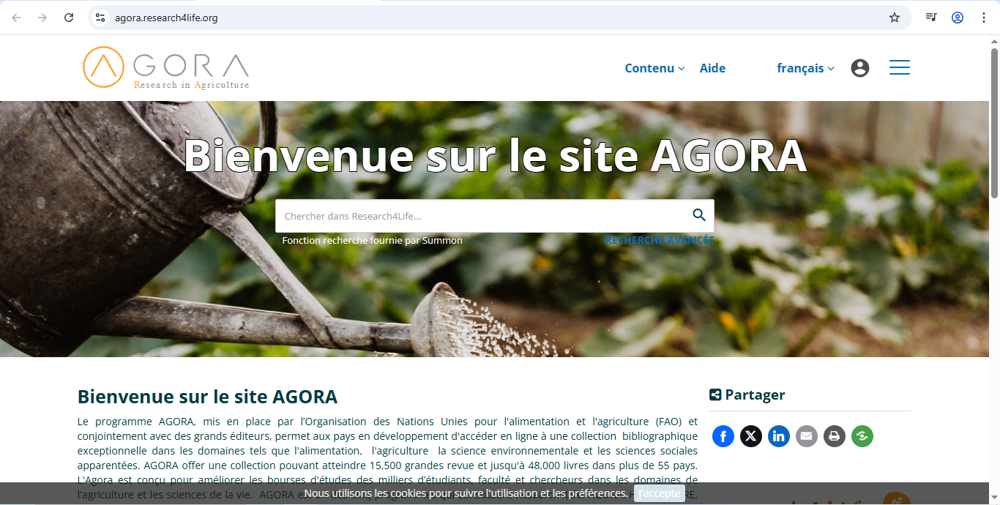 agora.research4life.org
AGORA
Research in Agriculture
Contenu
Aide
français
Bienvenue sur le site AGORA
Chercher dans Research4Life...
Fonction recherche fournie par Summon
RECHERCHE AVANCÉE
Bienvenue sur le site AGORA
Partager
Le programme AGORA, mis en place par l’Organisation des Nations Unies pour l'alimentation et l'agriculture (FAO) et
conjointement avec des grands éditeurs, permet aux pays en développement d'accéder en ligne à une collection bibliographique
exceptionnelle dans les domaines tels que l'alimentation, l'agriculture la science environnementale et les sciences sociales
apparentées. AGORA offer une collection pouvant atteindre 15,500 grandes revue et jusqu'à 48,000 livres dans plus de 55 pays.
L'Agora est conçu pour améliorer les bourses d'études des milliers d’étudiants, faculté et chercheurs dans les domaines de
l'agriculture et les sciences de la vie. AGORA
Nous utilisons les cookies pour suivre l'utilisation et les préférences.
J'accepte